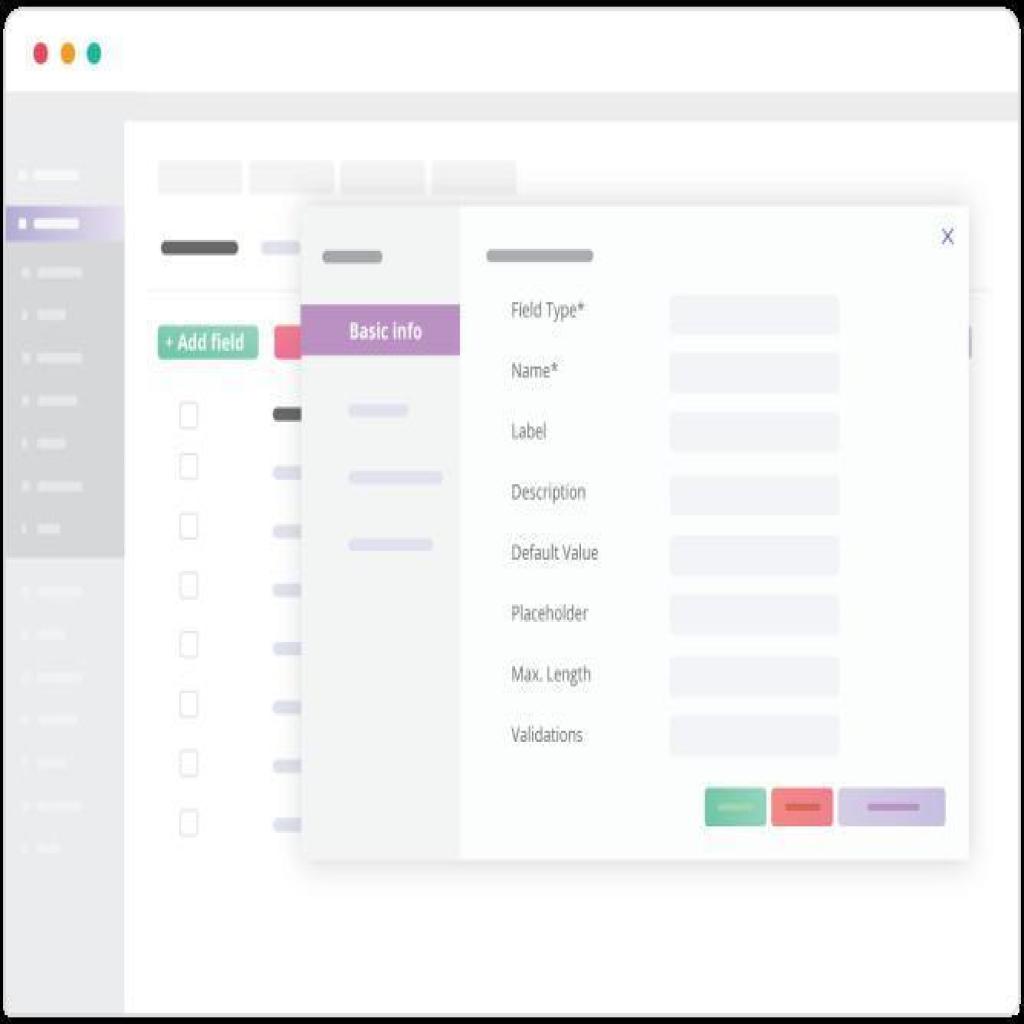 X
+ Add field
Basic info
Field Type*
Name*
Label
Description
Default Value
Placeholder
Max. Length
Validations